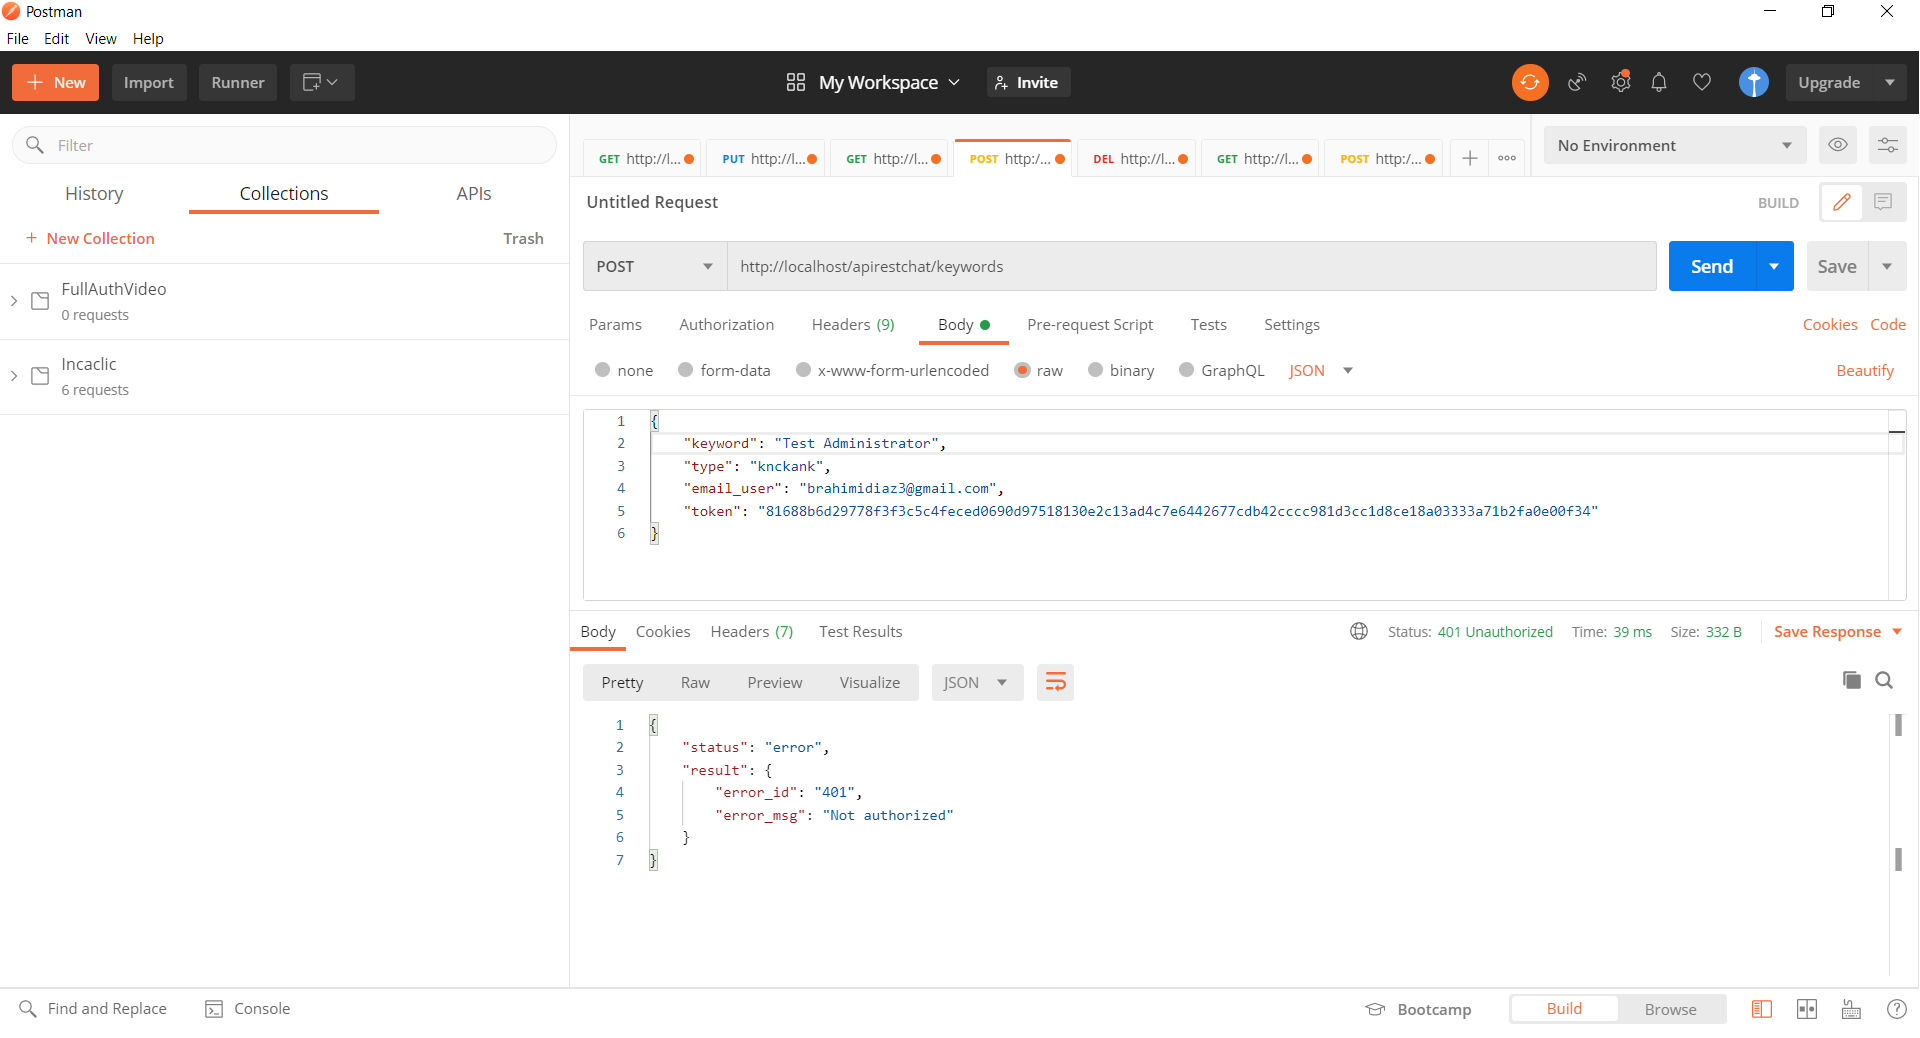 Postman
File Edit View Help
New Import Runner My Workspace Invite Upgrade
Filter
History Collections APIs
New Collection Trash
FullAuthVideo
0 requests
Incaclic
6 requests
GET http://l... PUT http://l... GET http://l... POST http:/... DEL http://l... GET http://l... POST http:/... No Environment
Untitled Request BUILD
POST http://localhost/apirestchat/keywords Send Save
Params Authorization Headers (9) Body Pre-request Script Tests Settings Cookies Code
none form-data x-www-form-urlencoded raw binary GraphQL JSON Beautify
1 {
2 "keyword": "Test Administrator",
3 "type": "knckank",
4 "email_user": "brahimidiaz3@gmail.com",
5 "token": "81688b6d29778f3f3c5c4feced0690d97518130e2c13ad4c7e6442677cdb42cccc981d3cc1d8ce18a03333a71b2fa0e00f34"
6 }
Body Cookies Headers (7) Test Results Status: 401 Unauthorized Time: 39 ms Size: 332 B Save Response
Pretty Raw Preview Visualize JSON
1 {
2 "status": "error",
3 "result": {
4 "error_id": "401",
5 "error_msg": "Not authorized"
6 }
7 }
Find and Replace Console Bootcamp Build Browse